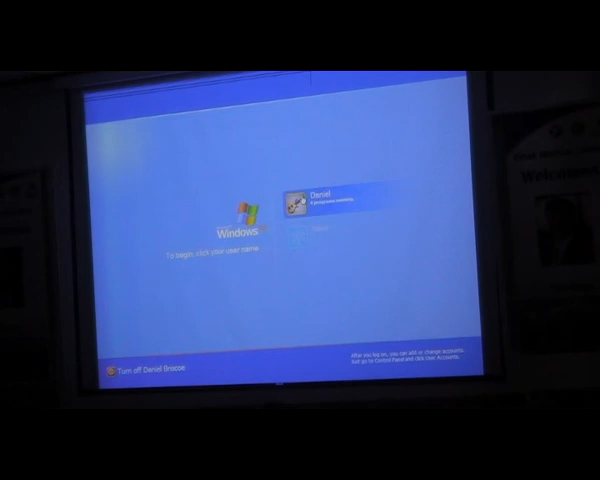 Daniel
Windows
To begin, click your user name
Turn off Daniel Briscoe
After you log on, you can add or change accounts.
Just go to Control Panel and click User Accounts.
Welcome